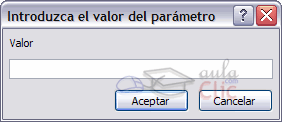 Introduzca el valor del parámetro
?
Valor
aula
Clic
Aceptar
Cancelar